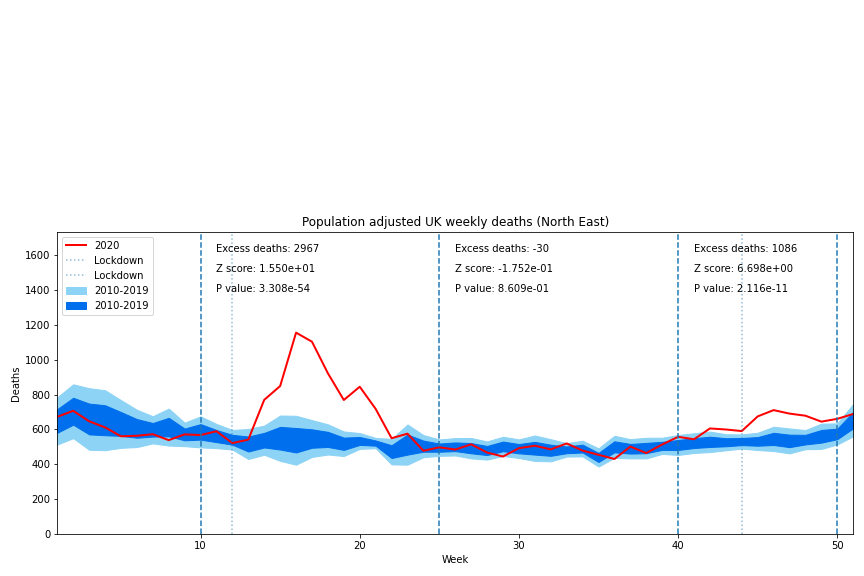 Population adjusted UK weekly deaths (North East)
2020
Lockdown
Lockdown
2010-2019
2010-2019
Excess deaths: 2967
Z score: 1.550e+01
P value: 3.308e-54
Excess deaths: -30
Z score: -1.752e-01
P value: 8.609e-01
Excess deaths: 1086
Z score: 6.698e+00
P value: 2.116e-11
Deaths
1600
1400
1200
1000
800
600
400
200
0
10 20 30 40 50
Week